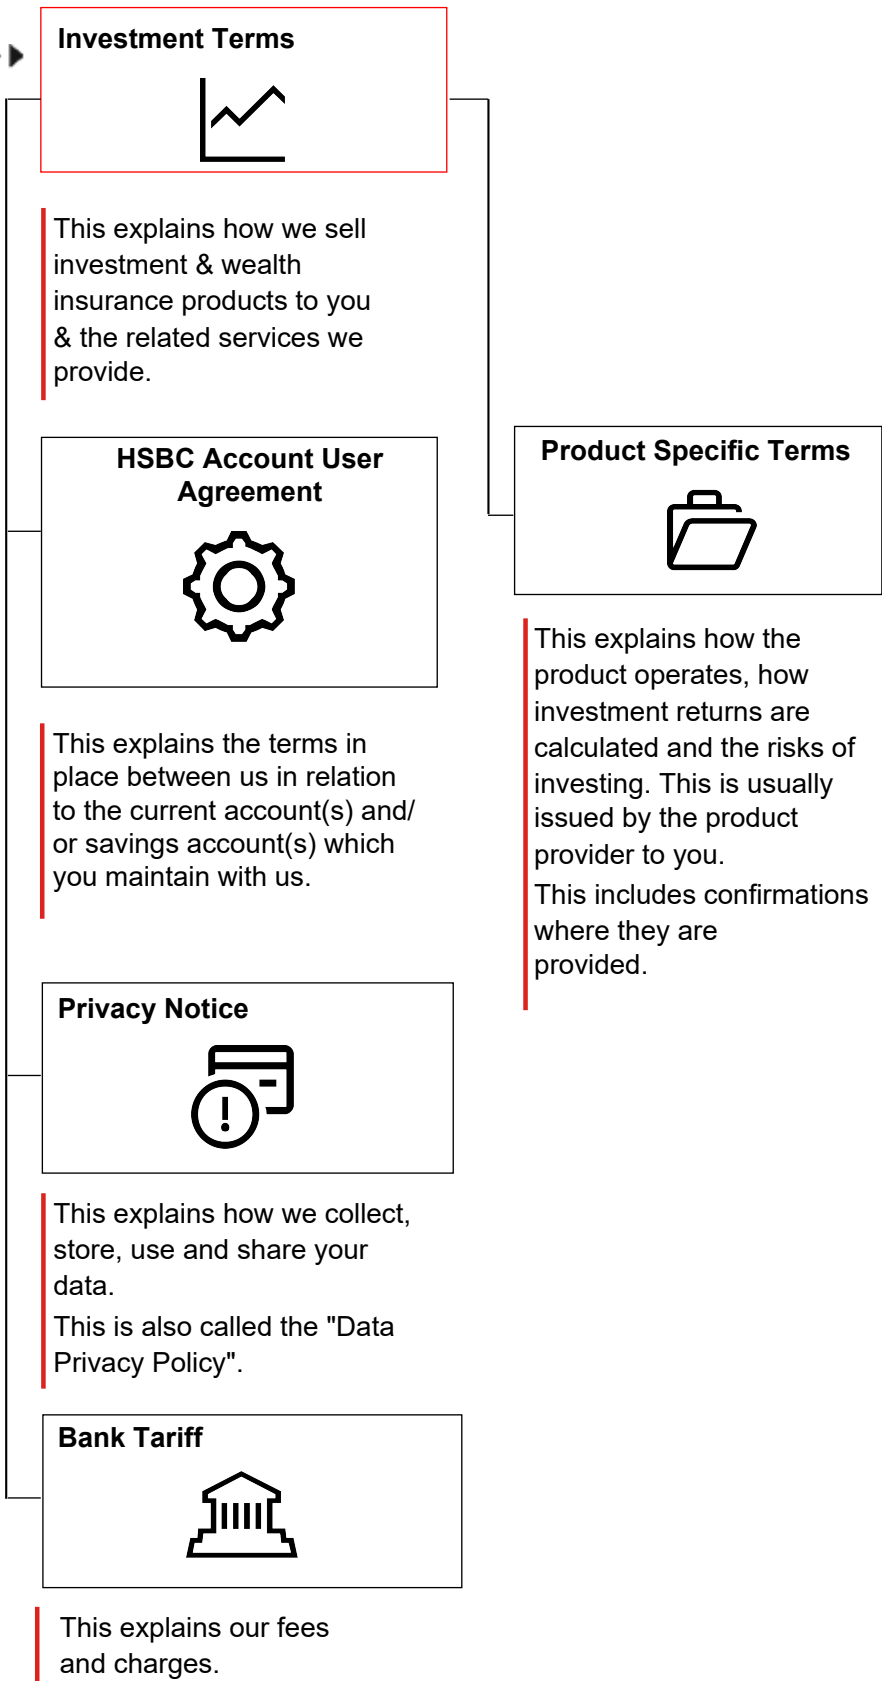 Investment Terms
This explains how we sell
investment & wealth
insurance products to you
& the related services we
provide.
HSBC Account User
Agreement
This explains the terms in
place between us in relation
to the current account(s) and/
or savings account(s) which
you maintain with us.
Product Specific Terms
This explains how the
product operates, how
investment returns are
calculated and the risks of
investing. This is usually
issued by the product
provider to you.
This includes confirmations
where they are
provided.
Privacy Notice
This explains how we collect,
store, use and share your
data.
This is also called the "Data
Privacy Policy".
Bank Tariff
This explains our fees
and charges.